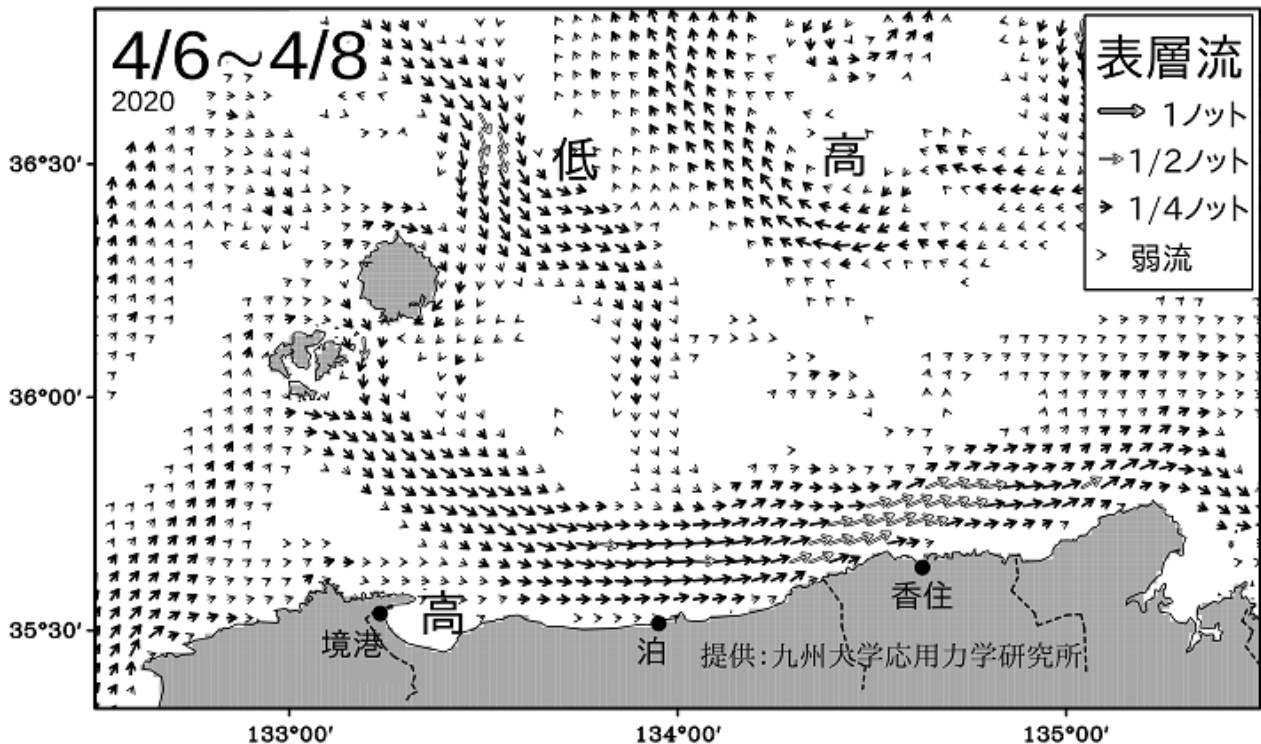 4/6～4/8
2020
表層流
1ノット
1/2ノット
1/4ノット
弱流
低
高
36°30′
36°00′
35°30′
高
境港
泊
香住
提供：九州大学応用力学研究所
133°00′
134°00′
135°00′